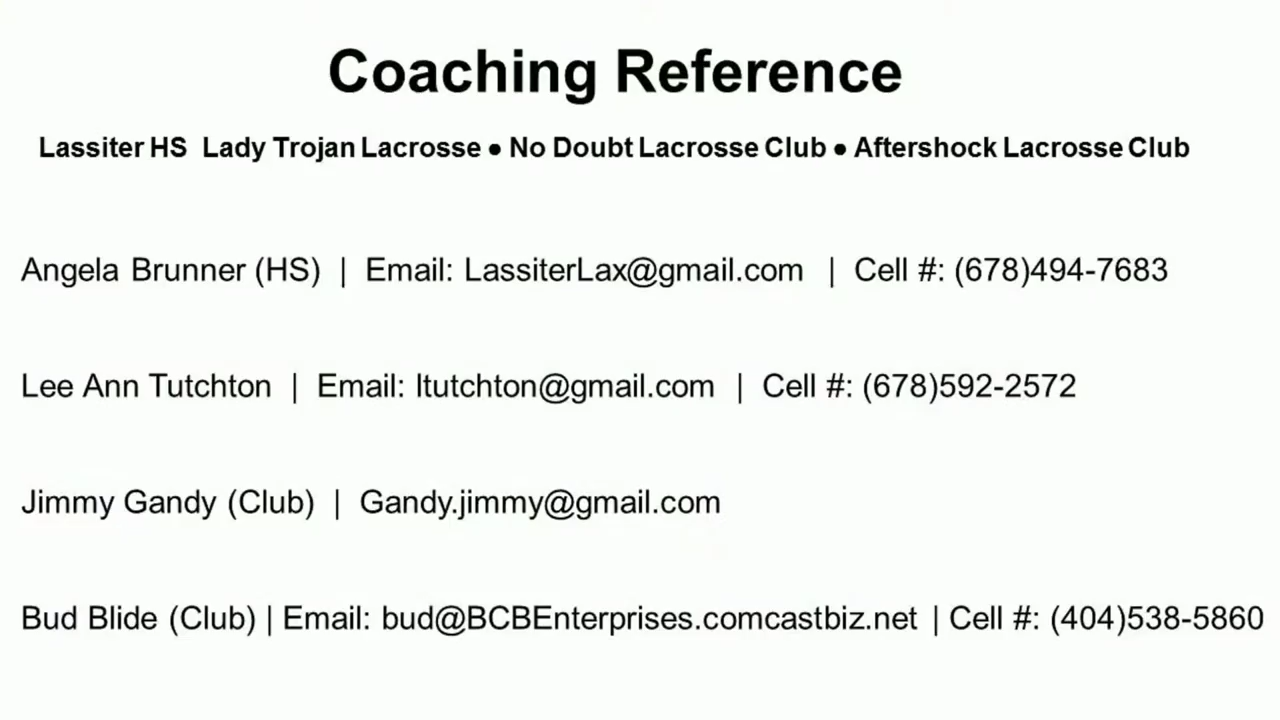 Coaching Reference
Lassiter HS Lady Trojan Lacrosse ● No Doubt Lacrosse Club ● Aftershock Lacrosse Club
Angela Brunner (HS) | Email: LassiterLax@gmail.com | Cell #: (678)494-7683
Lee Ann Tutchton | Email: ltutchton@gmail.com | Cell #: (678)592-2572
Jimmy Gandy (Club) | Gandy.jimmy@gmail.com
Bud Blide (Club) | Email: bud@BCBEnterprises.comcastbiz.net | Cell #: (404)538-5860